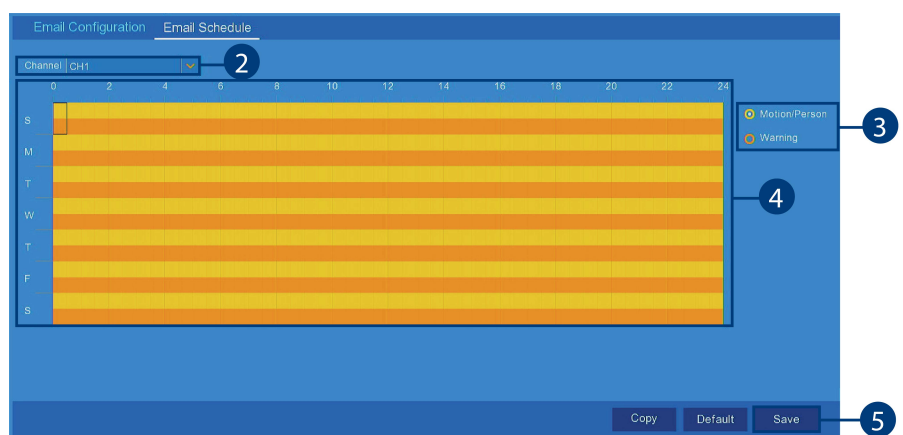 Email Configuration Email Schedule
Channel CH1 2
0 2 4 6 8 10 12 14 16 18 20 22 24
S
Motion/Person
3
Warning
M
T
4
W
T
F
S
Copy Default Save 5